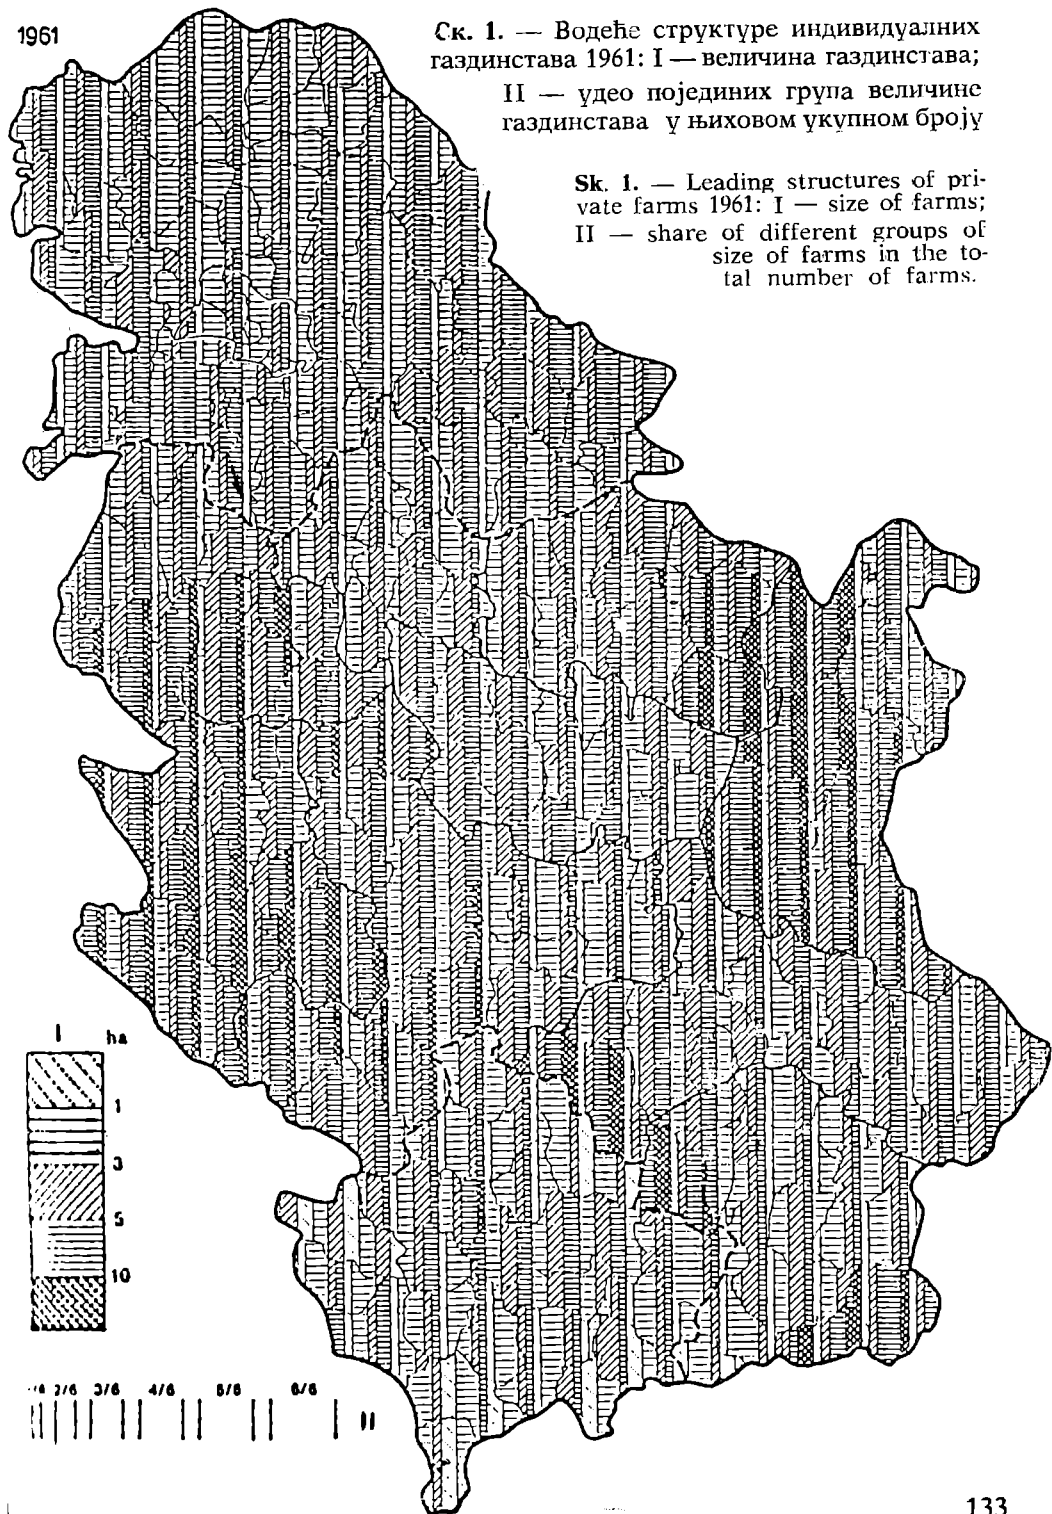 1961
Ск. 1. — Водеће структуре индивидуалних
газдинстава 1961: I — величина газдинстава;
II — удео појединих група величине
газдинстава у њиховом укупном броју
Sk. 1. — Leading structures of pri-
vate farms 1961: I — size of farms;
II — share of different groups of
size of farms in the to-
tal number of farms.
I ha
1
3
5
10
2/6 3/6 4/6 5/6 6/6
II
133